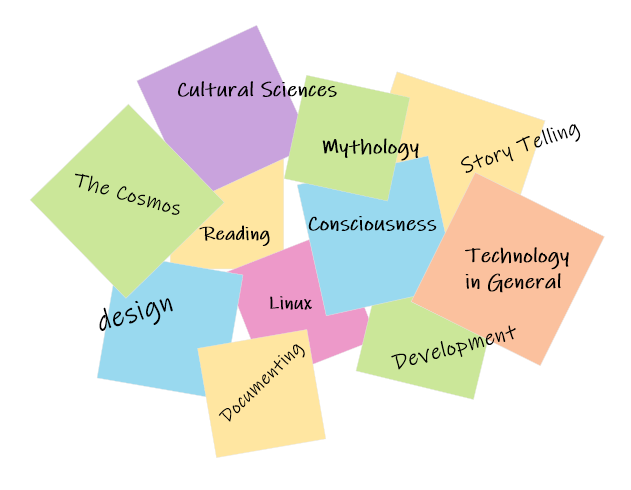 Cultural Sciences
Mythology
Story Telling
The Cosmos
Reading
Consciousness
Technology
in General
design
Linux
Development
Documenting